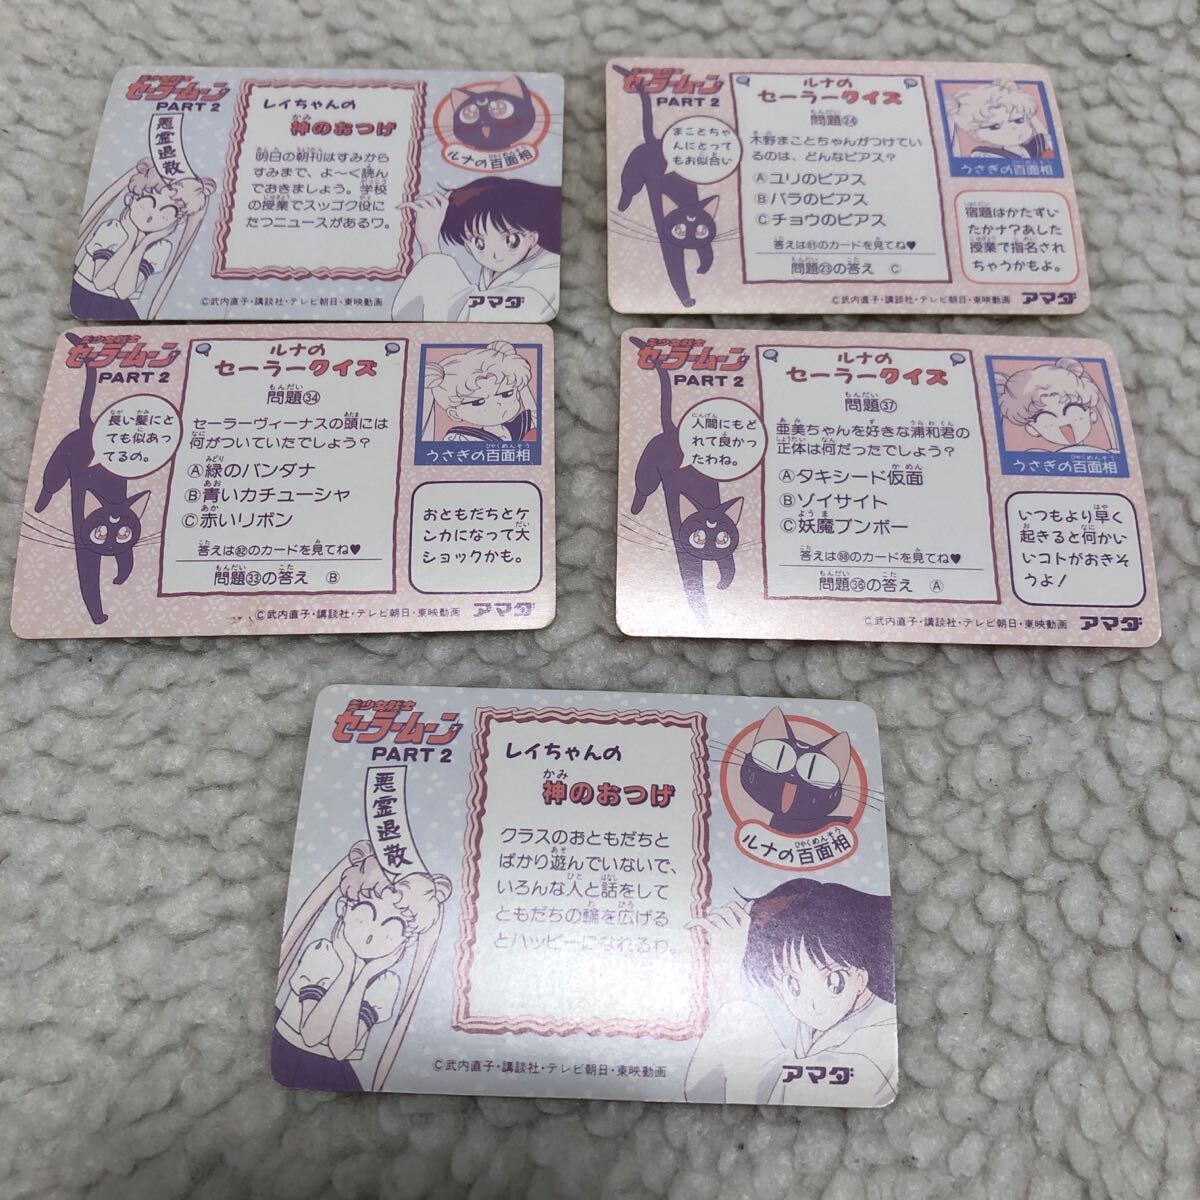 美少女戦士
セーラームーン
PART 2
悪霊退散
レイちゃんの
神のおつげ
明日の朝刊はすみから
すみまで、よ〜く読ん
でおきましょう。学校
の授業でスッゴク役に
たつニュースがあるワ。
ルナの百面相
©武内直子・講談社・テレビ朝日・東映動画
アマダ
美少女戦士
セーラームーン
PART 2
まことちゃ
んにとって
もお似合い
ルナの
セーラークイズ
問題㉔
木野まことちゃんがつけてい
るのは、どんなピアス?
Ⓐユリのピアス
Ⓑバラのピアス
Ⓒチョウのピアス
答えは㊶のカードを見てね♥
問題㉓の答え C
うさぎの百面相
宿題はかたずい
たかナ?あした
授業で指名され
ちゃうかもよ。
©武内直子・講談社・テレビ朝日・東映動画
アマダ
美少女戦士
セーラームーン
PART 2
長い髪にと
ても似あっ
てるの。
ルナの
セーラークイズ
問題㉞
セーラーヴィーナスの頭には
何がついていたでしょう?
Ⓐ緑のバンダナ
Ⓑ青いカチューシャ
Ⓒ赤いリボン
答えは82のカードを見てね♥
問題㉝の答え B
うさぎの百面相
おともだちとケ
ンカになって大
ショックかも。
©武内直子・講談社・テレビ朝日・東映動画
アマダ
美少女戦士
セーラームーン
PART 2
人間にもど
れて良かっ
たわね。
ルナの
セーラークイズ
問題㊲
亜美ちゃんを好きな浦和君の
正体は何だったでしょう?
Ⓐタキシード仮面
Ⓑゾイサイト
Ⓒ妖魔ブンボー
答えは88のカードを見てね♥
問題㊱の答え A
うさぎの百面相
いつもより早く
起きると何かい
いコトがおきそ
うよ!
©武内直子・講談社・テレビ朝日・東映動画
アマダ
美少女戦士
セーラームーン
PART 2
悪霊退散
レイちゃんの
神のおつげ
クラスのおともだちと
ばかり遊んでいないで、
いろんな人と話をして
ともだちの輪を広げる
とハッピーになれるわ。
ルナの百面相
©武内直子・講談社・テレビ朝日・東映動画
アマダ